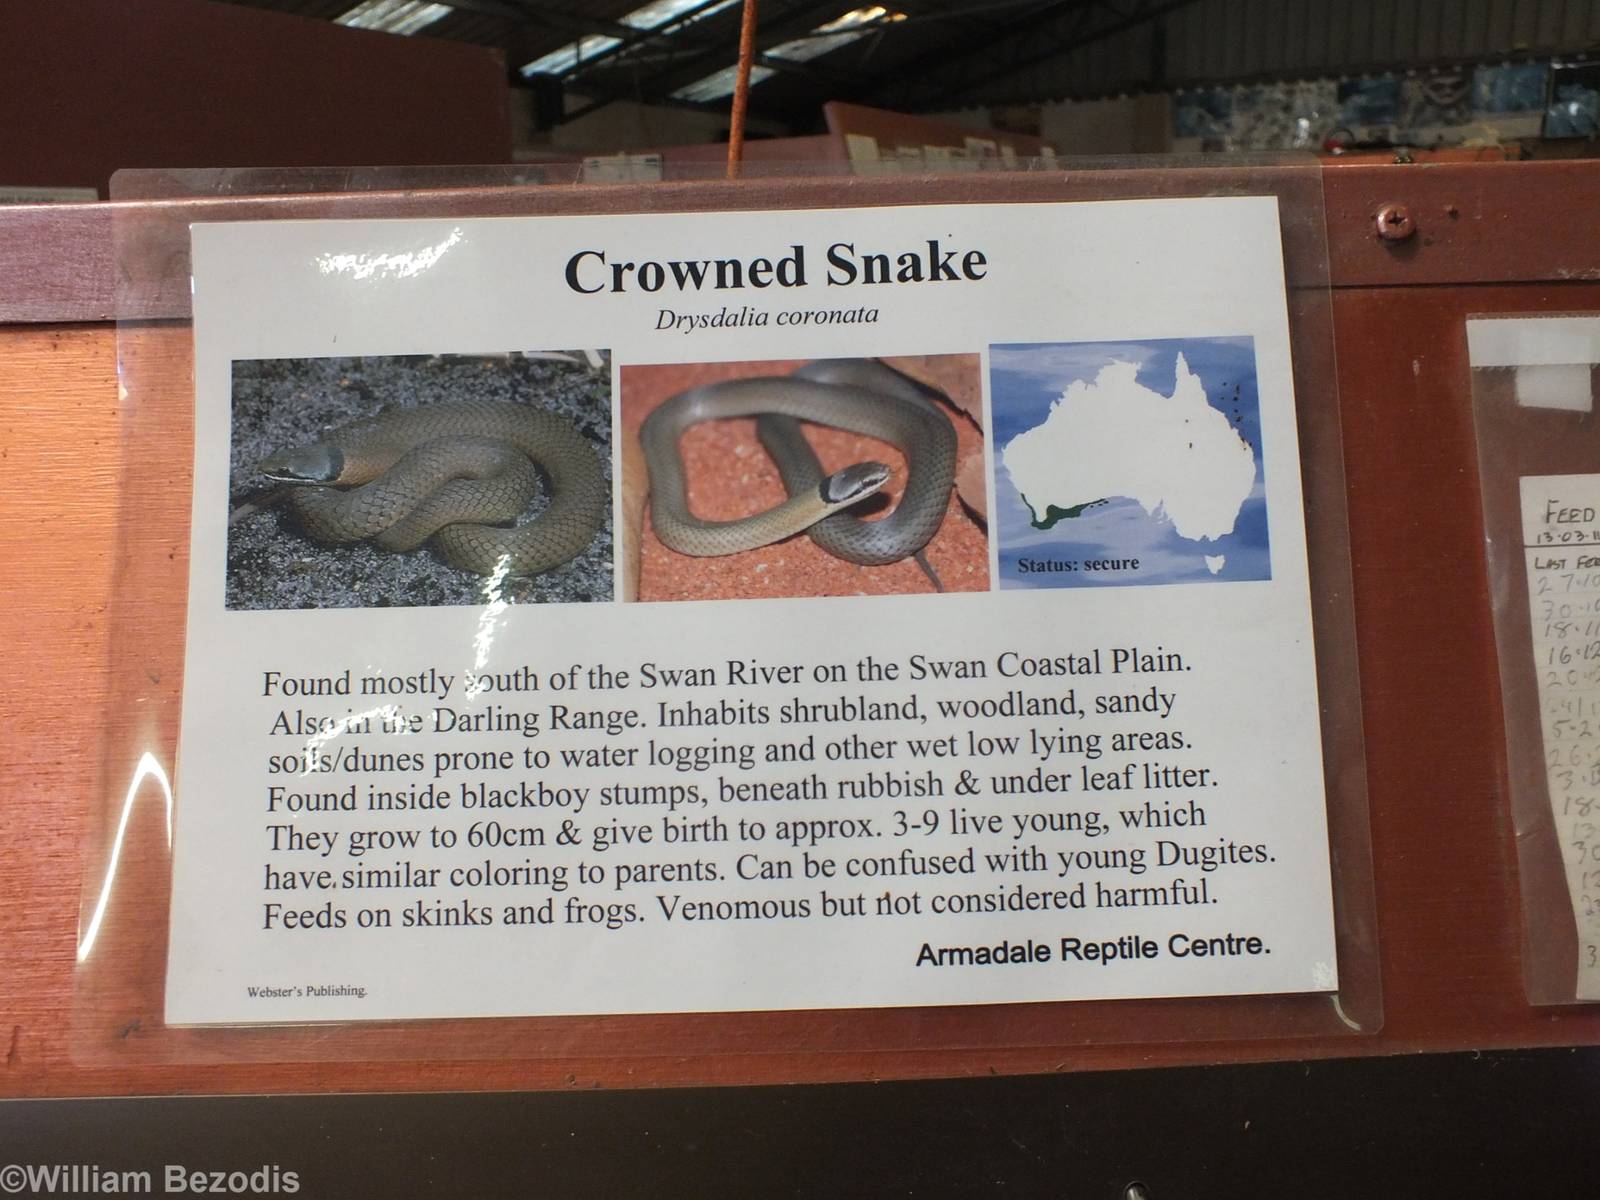 Crowned Snake
Drysdalia coronata
Status: secure
Found mostly south of the Swan River on the Swan Coastal Plain.
Also in the Darling Range. Inhabits shrubland, woodland, sandy
soils/dunes prone to water logging and other wet low lying areas.
Found inside blackboy stumps, beneath rubbish & under leaf litter.
They grow to 60cm & give birth to approx. 3-9 live young, which
have similar coloring to parents. Can be confused with young Dugites.
Feeds on skinks and frogs. Venomous but not considered harmful.
Armadale Reptile Centre.
Webster's Publishing.
FEED
LAST
©William Bezodis